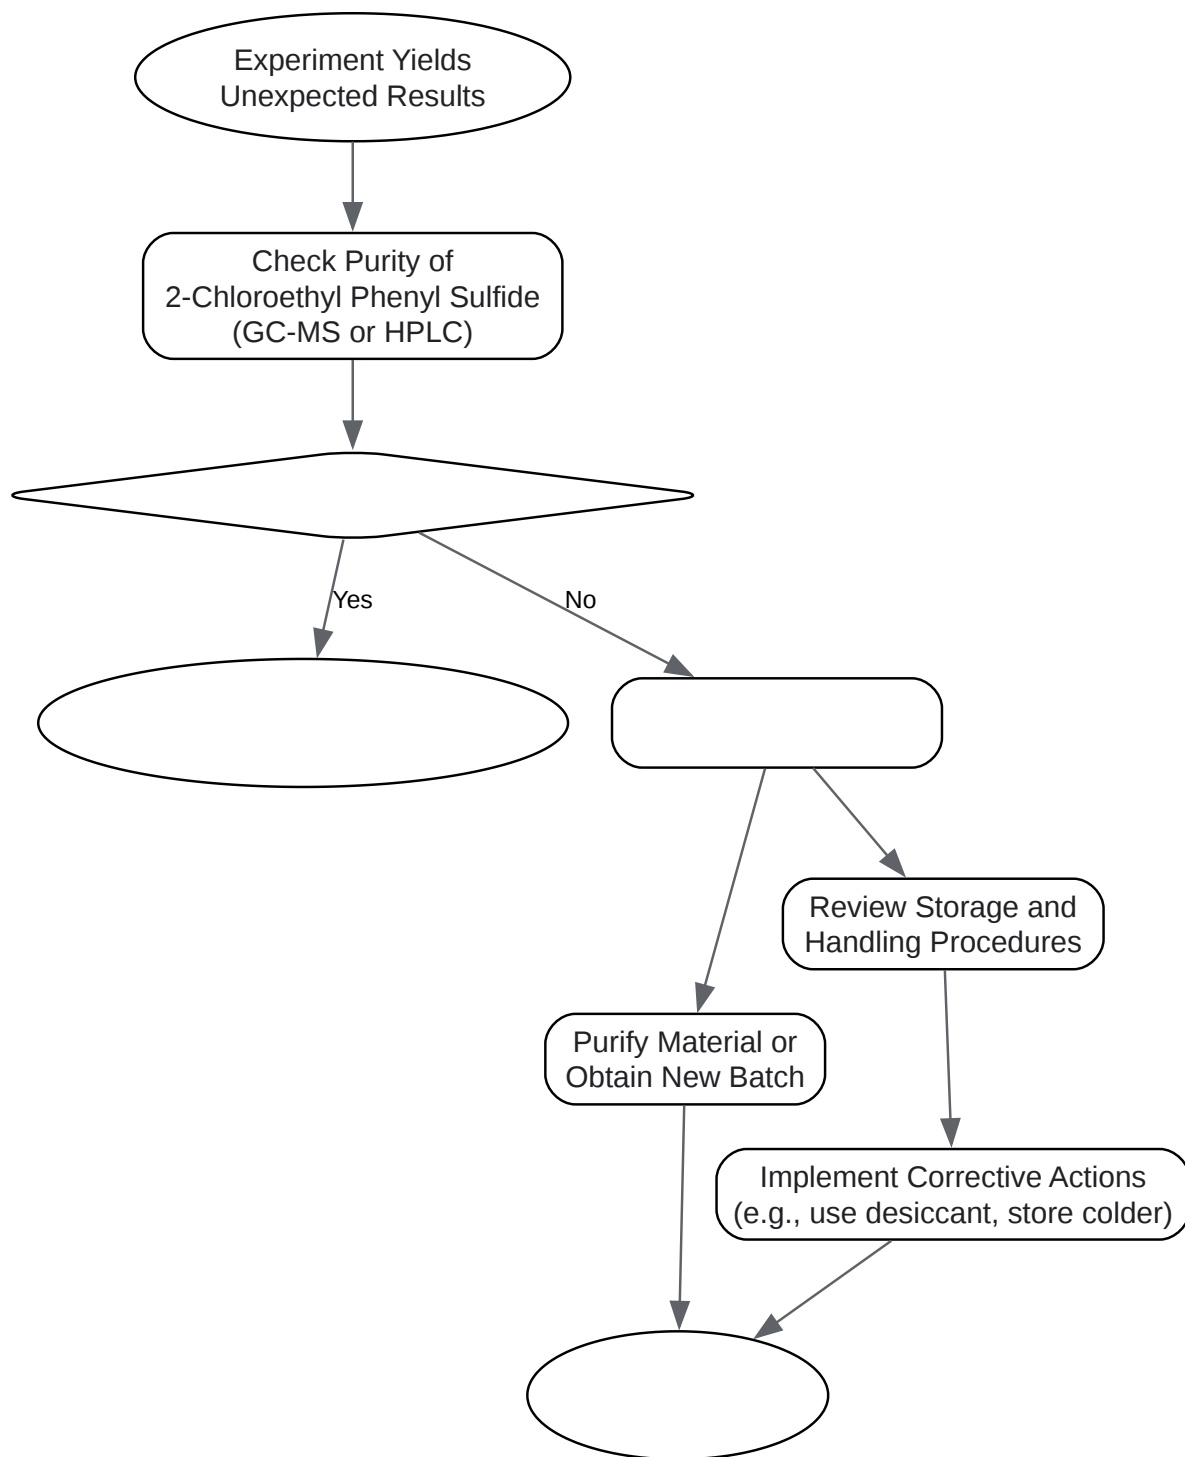 Experiment Yields
Unexpected Results
Check Purity of
2-Chloroethyl Phenyl Sulfide
(GC-MS or HPLC)
Yes
No
Review Storage and
Handling Procedures
Purify Material or
Obtain New Batch
Implement Corrective Actions
(e.g., use desiccant, store colder)